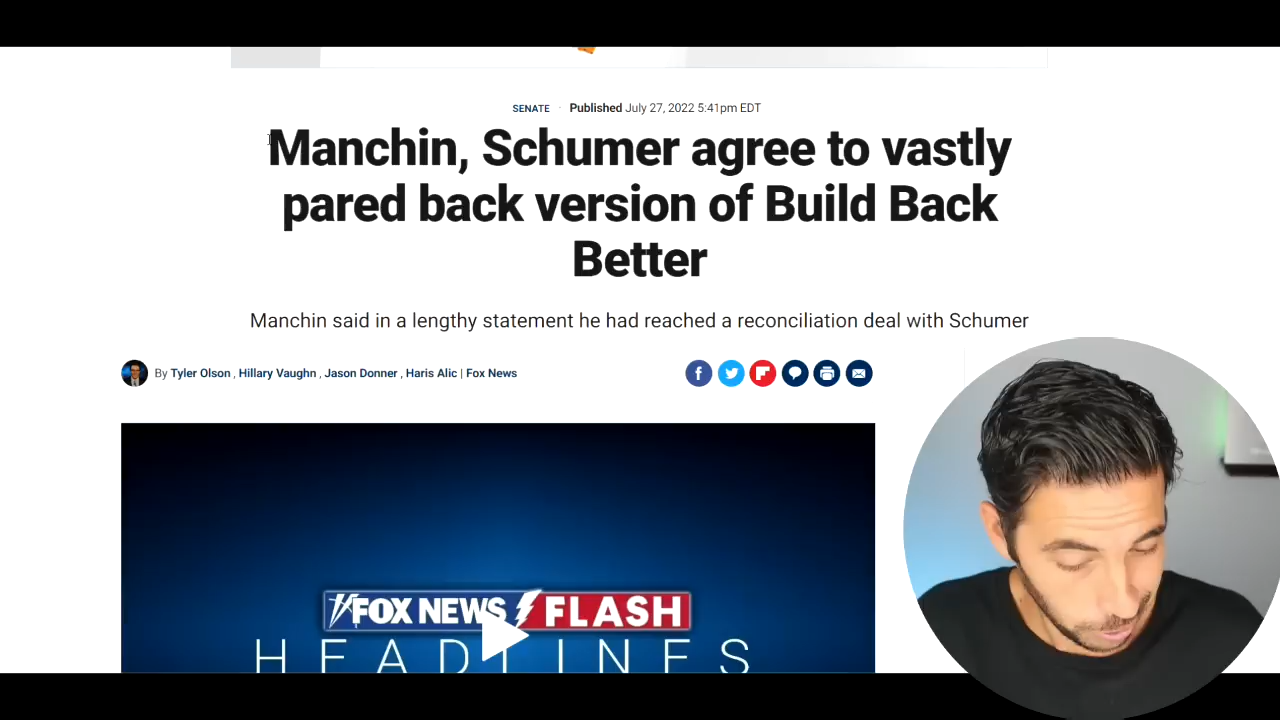 SENATE · Published July 27, 2022 5:41pm EDT
Manchin, Schumer agree to vastly
pared back version of Build Back
Better
Manchin said in a lengthy statement he had reached a reconciliation deal with Schumer
By Tyler Olson , Hillary Vaughn , Jason Donner , Haris Alic | Fox News
FOX NEWS FLASH
HEADLINES